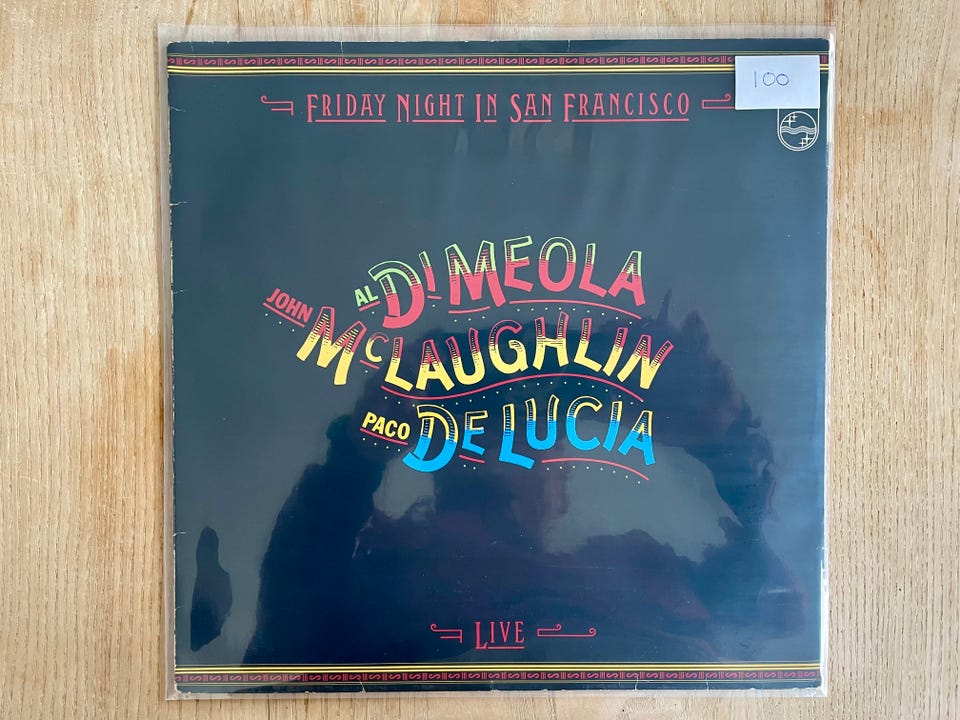 100
FRIDAY NIGHT IN SAN FRANCISCO
AL DI MEOLA
JOHN McLAUGHLIN
PACO DE LUCIA
LIVE